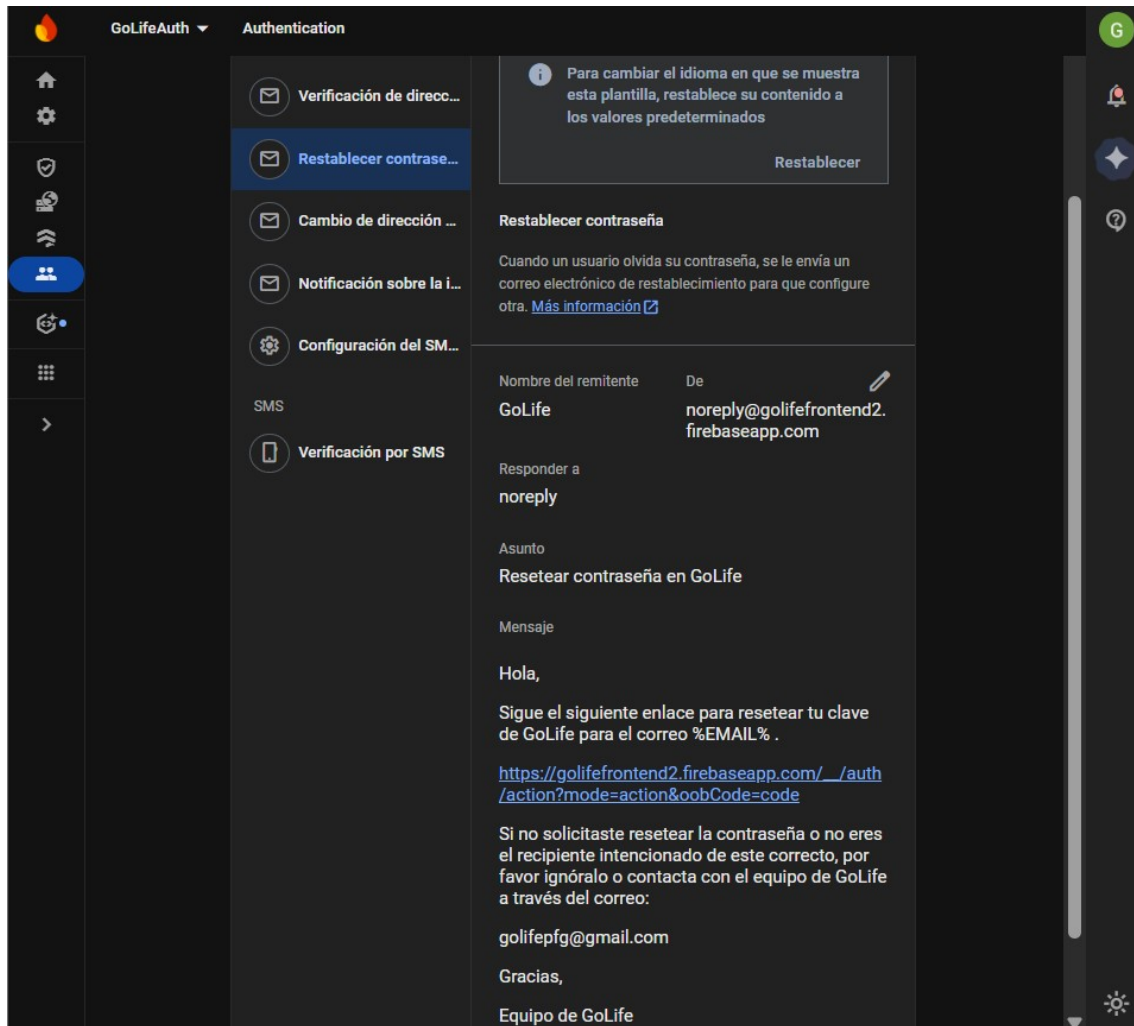 GoLifeAuth
Authentication
G
Verificación de direcc...
Restablecer contrase...
Cambio de dirección ...
Notificación sobre la i...
Configuración del SM...
SMS
Verificación por SMS
Para cambiar el idioma en que se muestra
esta plantilla, restablece su contenido a
los valores predeterminados
Restablecer
Restablecer contraseña
Cuando un usuario olvida su contraseña, se le envía un
correo electrónico de restablecimiento para que configure
otra. Más información
Nombre del remitente
GoLife
De
noreply@golifefrontend2.
firebaseapp.com
Responder a
noreply
Asunto
Resetear contraseña en GoLife
Mensaje
Hola,
Sigue el siguiente enlace para resetear tu clave
de GoLife para el correo %EMAIL% .
https://golifefrontend2.firebaseapp.com/__/auth
/action?mode=action&oobCode=code
Si no solicitaste resetear la contraseña o no eres
el recipiente intencionado de este correcto, por
favor ignóralo o contacta con el equipo de GoLife
a través del correo:
golifepfg@gmail.com
Gracias,
Equipo de GoLife